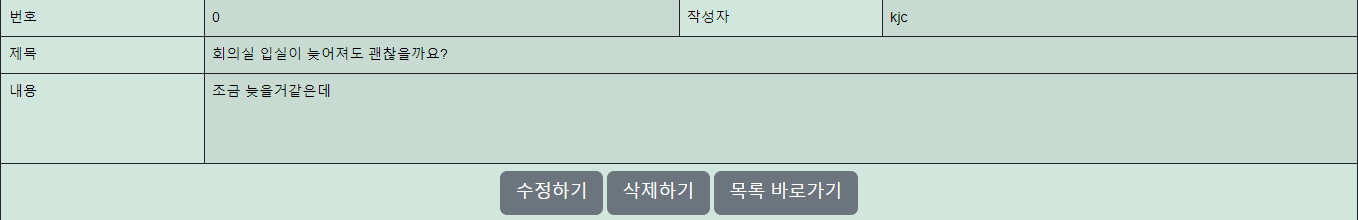 번호 0 작성자 kjc
제목 회의실 입실이 늦어져도 괜찮을까요?
내용 조금 늦을거같은데
수정하기 삭제하기 목록 바로가기